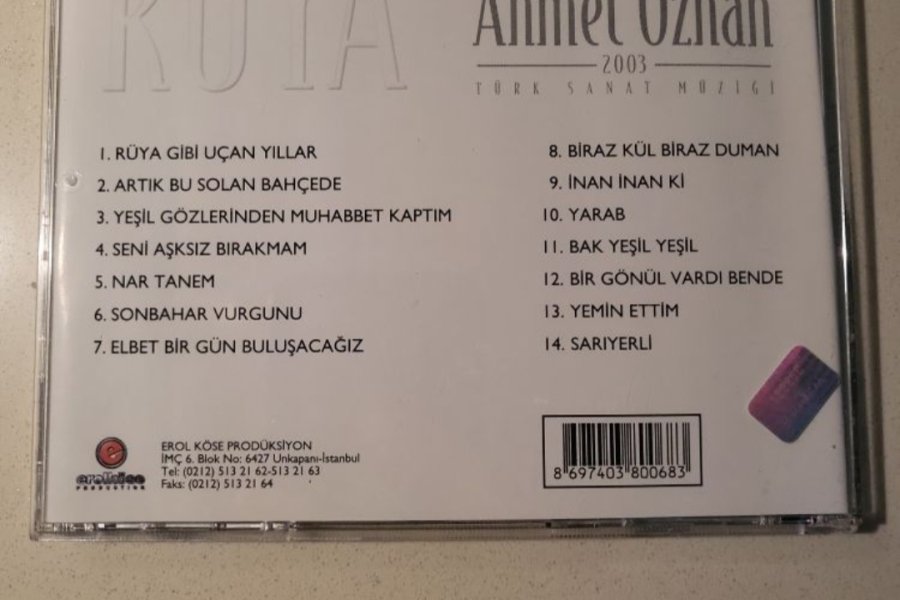 RÜYA
Ahmet Özhan
2003
TÜRK SANAT MÜZİĞİ
1. RÜYA GİBİ UÇAN YILLAR
2. ARTIK BU SOLAN BAHÇEDE
3. YEŞİL GÖZLERİNDEN MUHABBET KAPTIM
4. SENİ AŞKSIZ BIRAKMAM
5. NAR TANEM
6. SONBAHAR VURGUNU
7. ELBET BİR GÜN BULUŞACAĞIZ
8. BİRAZ KÜL BİRAZ DUMAN
9. İNAN İNAN Kİ
10. YARAB
11. BAK YEŞİL YEŞİL
12. BİR GÖNÜL VARDI BENDE
13. YEMİN ETTİM
14. SARIYERLİ
erolköse
PRODUCTION
EROL KÖSE PRODÜKSİYON
İMÇ 6. Blok No: 6427 Unkapanı-İstanbul
Tel: (0212) 513 21 62-513 21 63
Faks: (0212) 513 21 64
8 697403 800683